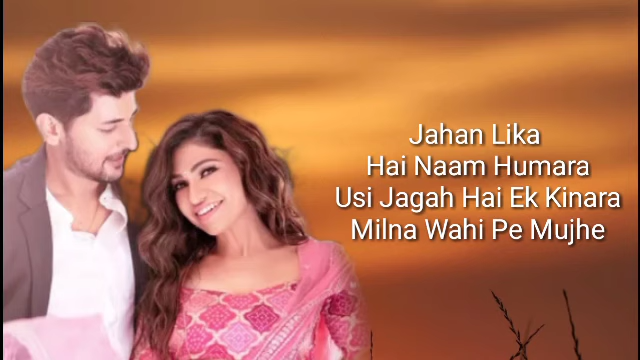 Jahan Lika
Hai Naam Humara
Usi Jagah Hai Ek Kinara
Milna Wahi Pe Mujhe